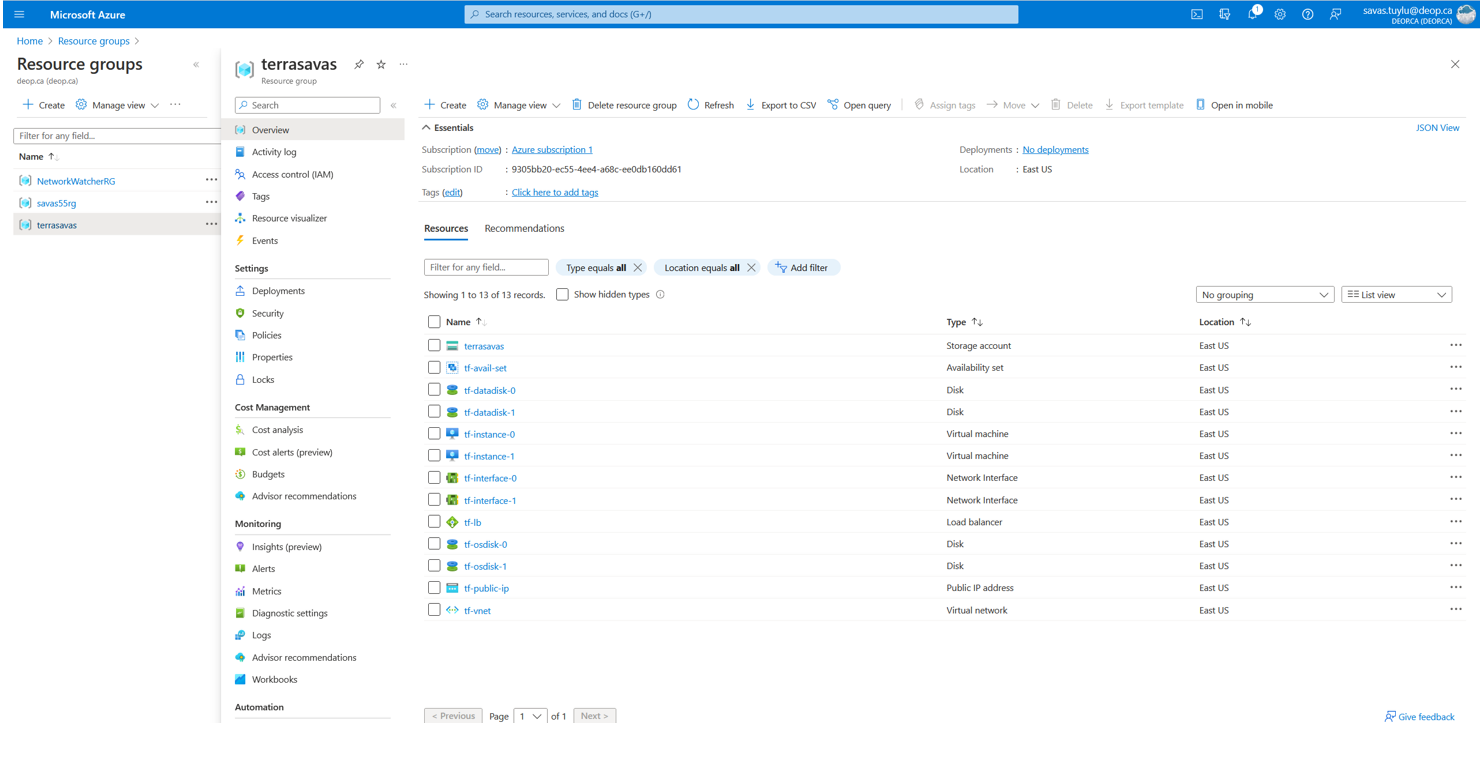 Microsoft Azure
Search resources, services, and docs (G+/)
1
savas.tuylu@deop.ca
DEORCA (DEORCA)
Home > Resource groups >
Resource groups
deop.ca (deop.ca)
+ Create Manage view ···
Filter for any field...
Name ↑↓
NetworkWatcherRG ···
savas55rg ···
terrasavas ···
terrasavas ···
Resource group
Search
Overview
Activity log
Access control (IAM)
Tags
Resource visualizer
Events
Settings
Deployments
Security
Policies
Properties
Locks
Cost Management
Cost analysis
Cost alerts (preview)
Budgets
Advisor recommendations
Monitoring
Insights (preview)
Alerts
Metrics
Diagnostic settings
Logs
Advisor recommendations
Workbooks
Automation
+ Create Manage view Delete resource group Refresh Export to CSV Open query Assign tags Move Delete Export template Open in mobile
Essentials
JSON View
Subscription (move) : Azure subscription 1
Subscription ID : 9305bb20-ec55-4ee4-a68c-ee0db160dd61
Tags (edit) : Click here to add tags
Deployments : No deployments
Location : East US
Resources Recommendations
Filter for any field... Type equals all Location equals all Add filter
Showing 1 to 13 of 13 records. Show hidden types No grouping List view
Name ↑↓ Type ↑↓ Location ↑↓
terrasavas Storage account East US ···
tf-avail-set Availability set East US ···
tf-datadisk-0 Disk East US ···
tf-datadisk-1 Disk East US ···
tf-instance-0 Virtual machine East US ···
tf-instance-1 Virtual machine East US ···
tf-interface-0 Network Interface East US ···
tf-interface-1 Network Interface East US ···
tf-lb Load balancer East US ···
tf-osdisk-0 Disk East US ···
tf-osdisk-1 Disk East US ···
tf-public-ip Public IP address East US ···
tf-vnet Virtual network East US ···
< Previous Page 1 of 1 Next >
Give feedback